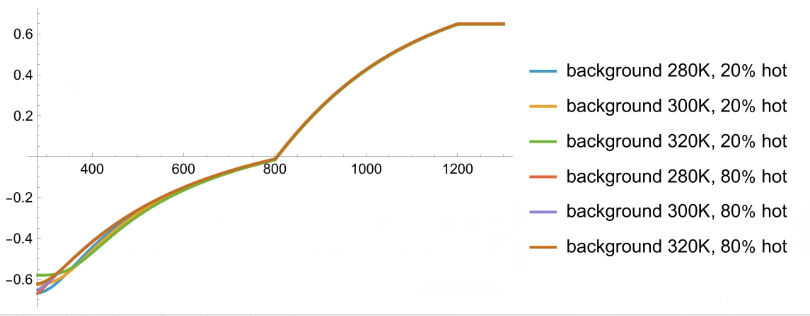 0.6
0.4
0.2
400 600 800 1000 1200
−0.2
−0.4
−0.6
background 280K, 20% hot
background 300K, 20% hot
background 320K, 20% hot
background 280K, 80% hot
background 300K, 80% hot
background 320K, 80% hot